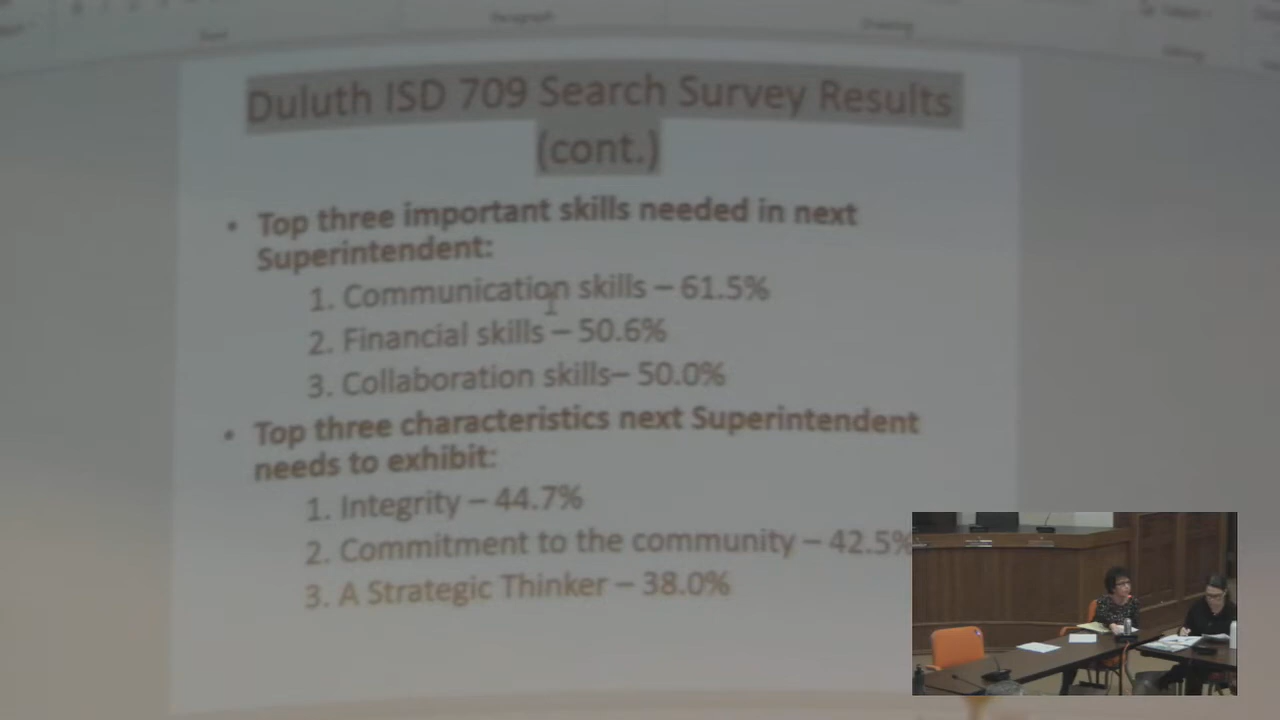 Paragraph
Drawing
Duluth ISD 709 Search Survey Results
(cont.)
• Top three important skills needed in next
Superintendent:
1. Communication skills – 61.5%
2. Financial skills – 50.6%
3. Collaboration skills– 50.0%
• Top three characteristics next Superintendent
needs to exhibit:
1. Integrity – 44.7%
2. Commitment to the community – 42.5%
3. A Strategic Thinker – 38.0%